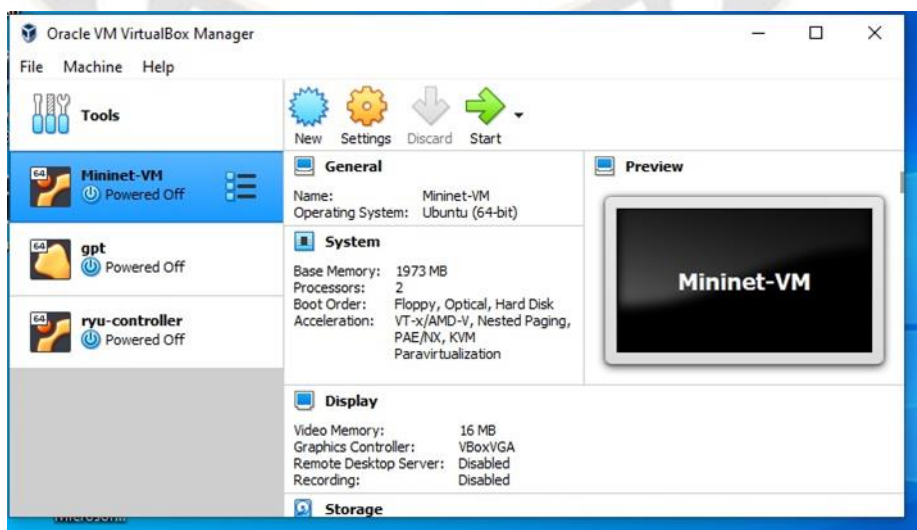 Oracle VM VirtualBox Manager
File Machine Help
Tools
New Settings Discard Start
64
Mininet-VM
Powered Off
64
gpt
Powered Off
64
ryu-controller
Powered Off
General
Name: Mininet-VM
Operating System: Ubuntu (64-bit)
System
Base Memory: 1973 MB
Processors: 2
Boot Order: Floppy, Optical, Hard Disk
Acceleration: VT-x/AMD-V, Nested Paging,
PAE/NX, KVM
Paravirtualization
Preview
Mininet-VM
Display
Video Memory: 16 MB
Graphics Controller: VBoxVGA
Remote Desktop Server: Disabled
Recording: Disabled
Storage